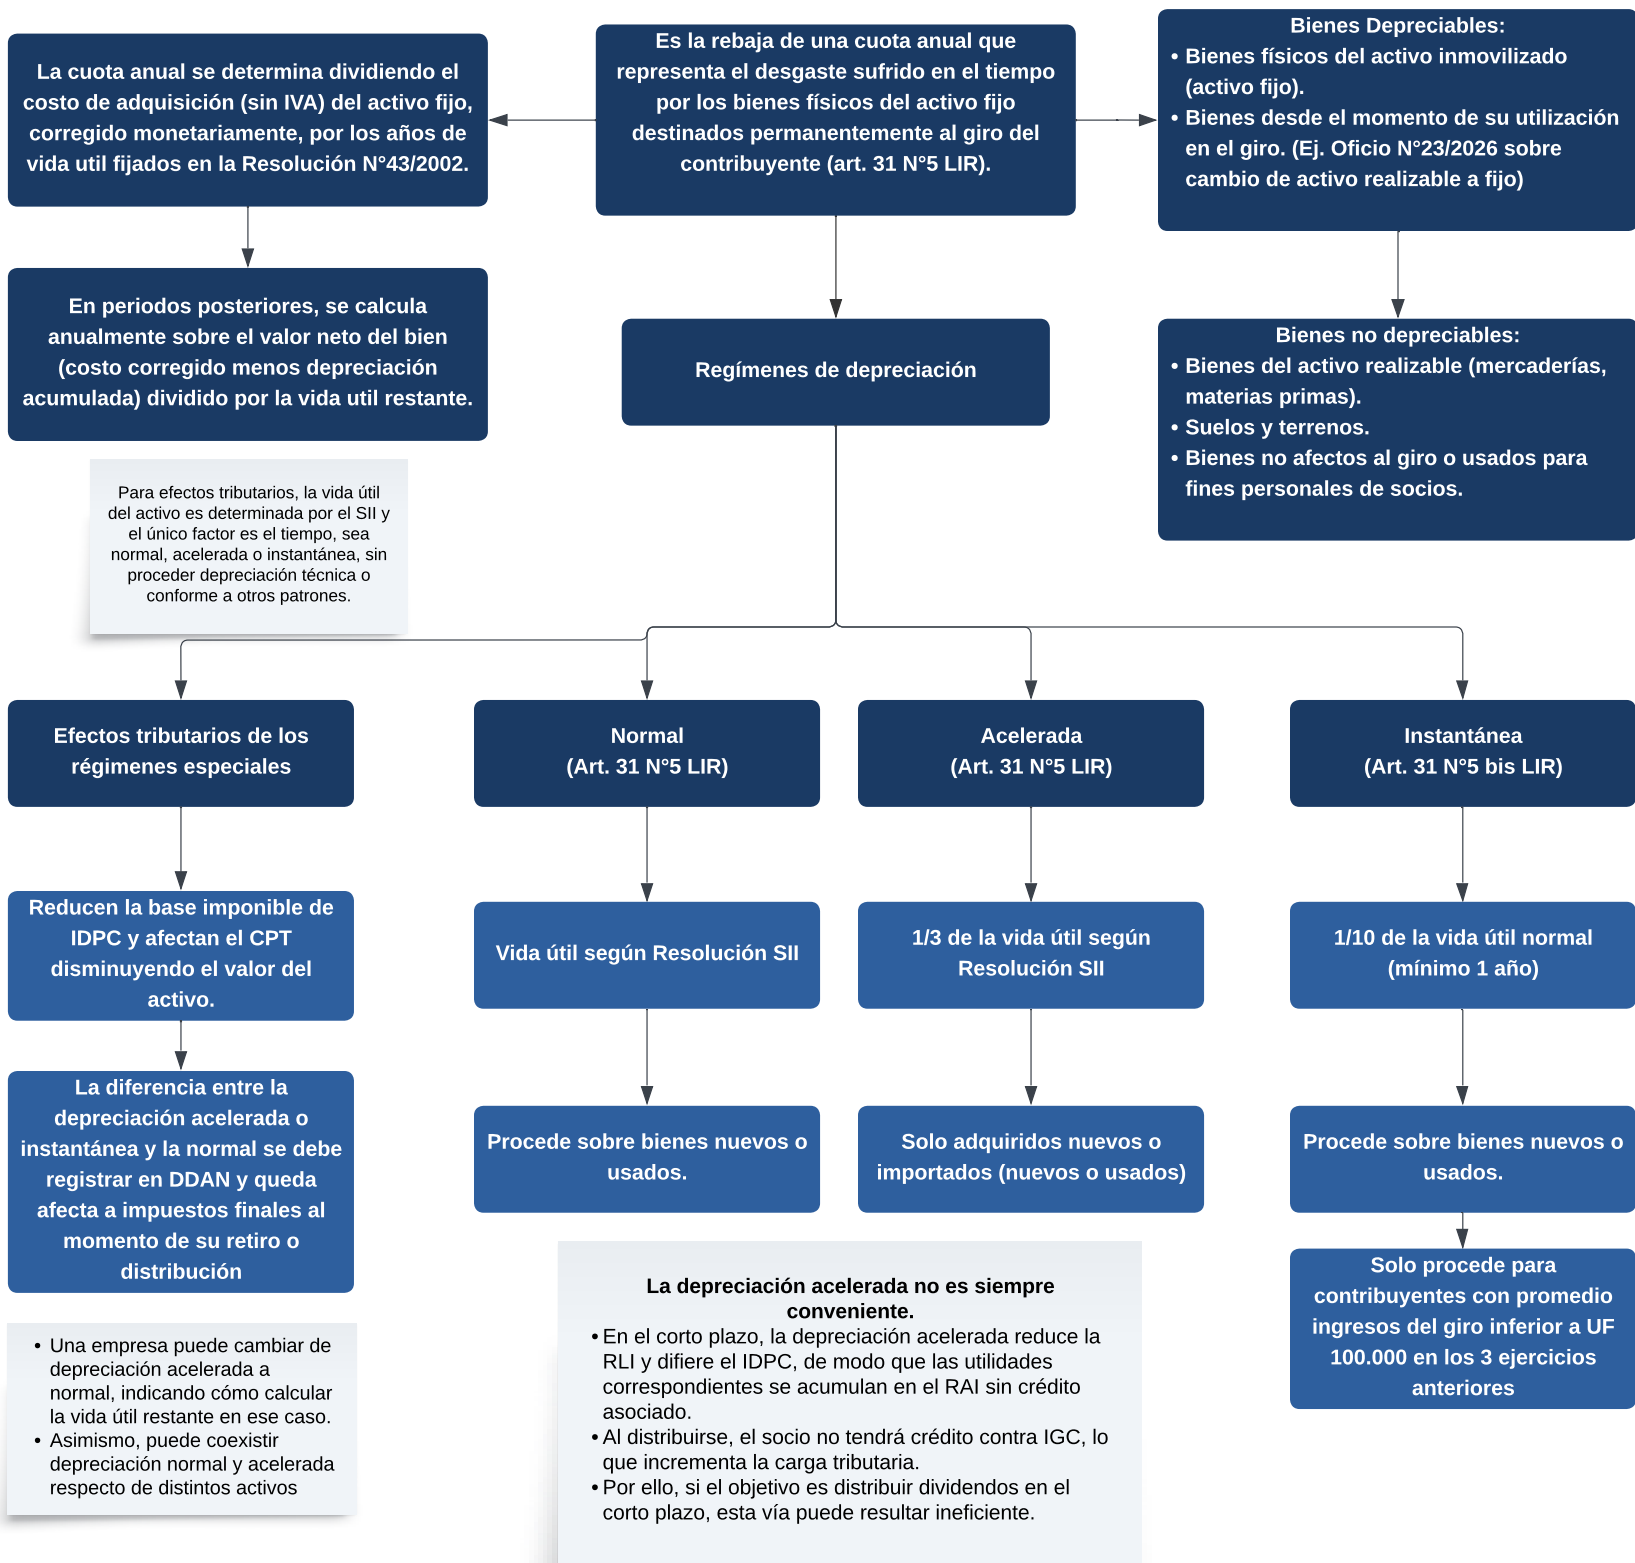 La cuota anual se determina dividiendo el
costo de adquisición (sin IVA) del activo fijo,
corregido monetariamente, por los años de
vida util fijados en la Resolución N°43/2002.
Es la rebaja de una cuota anual que
representa el desgaste sufrido en el tiempo
por los bienes físicos del activo fijo
destinados permanentemente al giro del
contribuyente (art. 31 N°5 LIR).
Bienes Depreciables:
• Bienes físicos del activo inmovilizado
(activo fijo).
• Bienes desde el momento de su utilización
en el giro. (Ej. Oficio N°23/2026 sobre
cambio de activo realizable a fijo)
En periodos posteriores, se calcula
anualmente sobre el valor neto del bien
(costo corregido menos depreciación
acumulada) dividido por la vida util restante.
Regímenes de depreciación
Bienes no depreciables:
• Bienes del activo realizable (mercaderías,
materias primas).
• Suelos y terrenos.
• Bienes no afectos al giro o usados para
fines personales de socios.
Para efectos tributarios, la vida útil
del activo es determinada por el SII y
el único factor es el tiempo, sea
normal, acelerada o instantánea, sin
proceder depreciación técnica o
conforme a otros patrones.
Efectos tributarios de los
régimenes especiales
Normal
(Art. 31 N°5 LIR)
Acelerada
(Art. 31 N°5 LIR)
Instantánea
(Art. 31 N°5 bis LIR)
Reducen la base imponible de
IDPC y afectan el CPT
disminuyendo el valor del
activo.
Vida útil según Resolución SII
1/3 de la vida útil según
Resolución SII
1/10 de la vida útil normal
(mínimo 1 año)
La diferencia entre la
depreciación acelerada o
instantánea y la normal se debe
registrar en DDAN y queda
afecta a impuestos finales al
momento de su retiro o
distribución
Procede sobre bienes nuevos o
usados.
Solo adquiridos nuevos o
importados (nuevos o usados)
Procede sobre bienes nuevos o
usados.
Solo procede para
contribuyentes con promedio
ingresos del giro inferior a UF
100.000 en los 3 ejercicios
anteriores
• Una empresa puede cambiar de
depreciación acelerada a
normal, indicando cómo calcular
la vida útil restante en ese caso.
• Asimismo, puede coexistir
depreciación normal y acelerada
respecto de distintos activos
La depreciación acelerada no es siempre
conveniente.
• En el corto plazo, la depreciación acelerada reduce la
RLI y difiere el IDPC, de modo que las utilidades
correspondientes se acumulan en el RAI sin crédito
asociado.
• Al distribuirse, el socio no tendrá crédito contra IGC, lo
que incrementa la carga tributaria.
• Por ello, si el objetivo es distribuir dividendos en el
corto plazo, esta vía puede resultar ineficiente.